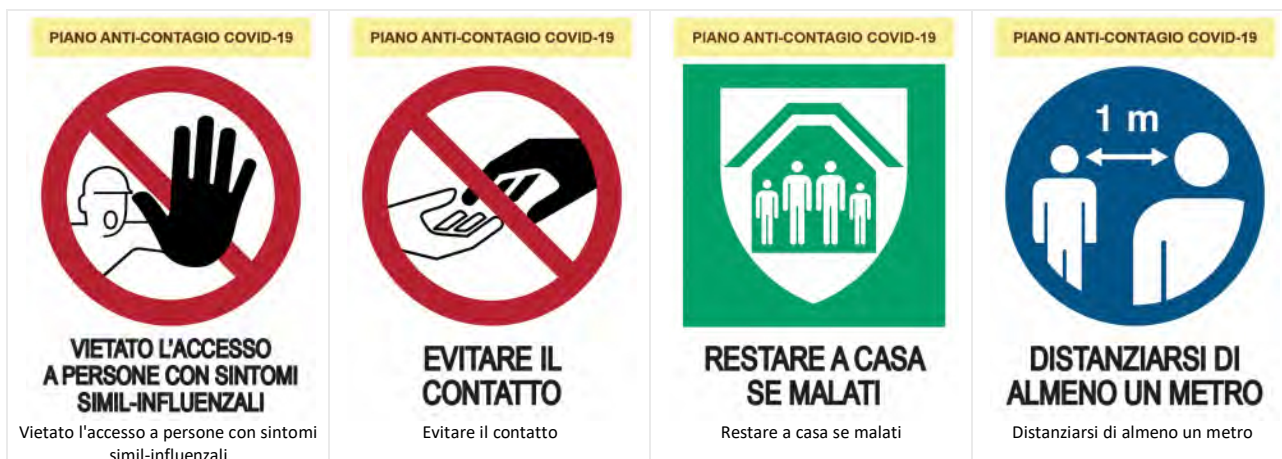 PIANO ANTI-CONTAGIO COVID-19
VIETATO L'ACCESSO
A PERSONE CON SINTOMI
SIMIL-INFLUENZALI
Vietato l'accesso a persone con sintomi
simil-influenzali
PIANO ANTI-CONTAGIO COVID-19
EVITARE IL
CONTATTO
Evitare il contatto
PIANO ANTI-CONTAGIO COVID-19
RESTARE A CASA
SE MALATI
Restare a casa se malati
PIANO ANTI-CONTAGIO COVID-19
1 m
DISTANZIARSI DI
ALMENO UN METRO
Distanziarsi di almeno un metro